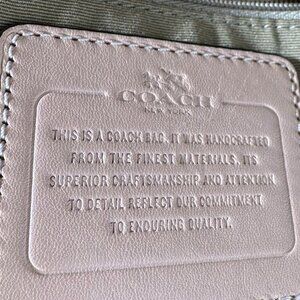 COACH
NEW YORK
THIS IS A COACH BAG. IT WAS HANDCRAFTED
FROM THE FINEST MATERIALS. ITS
SUPERIOR CRAFTSMANSHIP AND ATTENTION
TO DETAIL REFLECT OUR COMMITMENT
TO ENDURING QUALITY.